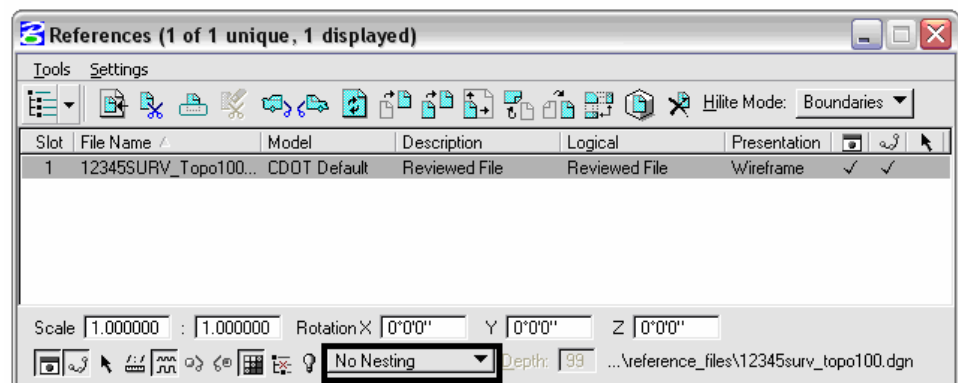 References (1 of 1 unique, 1 displayed)
Tools Settings
Hilite Mode: Boundaries
Slot File Name Model Description Logical Presentation
1 12345SURV_Topo100... CDOT Default Reviewed File Reviewed File Wireframe
Scale 1.000000 : 1.000000 Rotation X 0°0'0" Y 0°0'0" Z 0°0'0"
No Nesting Depth: 99 ...\reference_files\12345surv_topo100.dgn